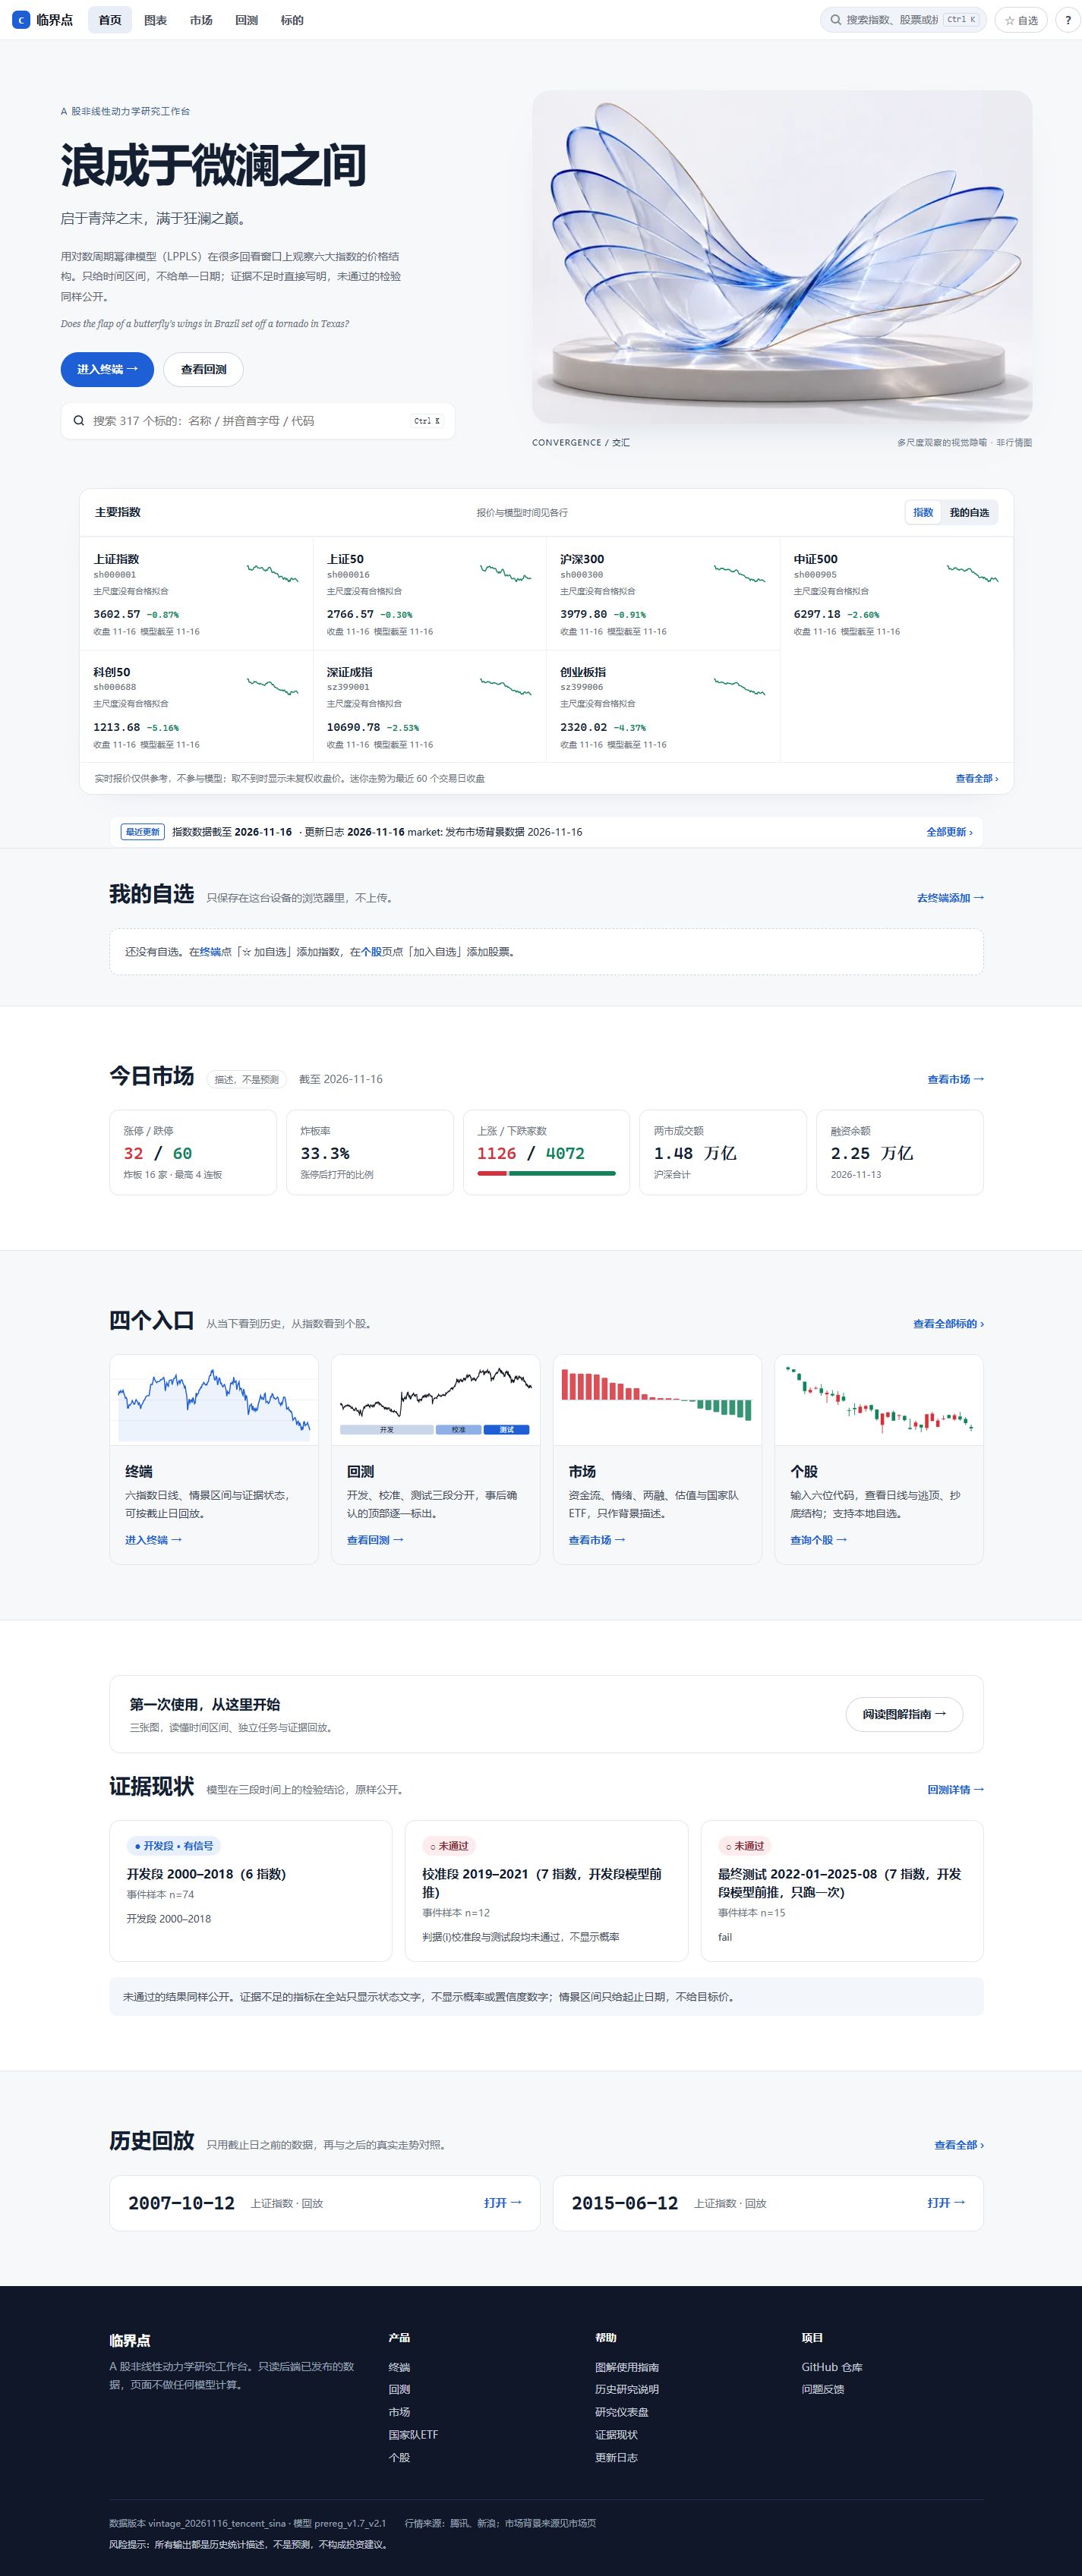 C 临界点 首页 图表 市场 回测 标的 搜索指数、股票或 Ctrl K ☆ 自选 ?
A 股非线性动力学研究工作台
浪成于微澜之间
启于青萍之末，满于狂澜之巅。
用对数周期幂律模型（LPPLS）在很多回看窗口上观察六大指数的价格结
构。只给时间区间，不给单一日期；证据不足时直接写明，未通过的检验
同样公开。
Does the flap of a butterfly's wings in Brazil set off a tornado in Texas?
进入终端 → 查看回测
搜索 317 个标的：名称 / 拼音首字母 / 代码 Ctrl K
CONVERGENCE / 交汇 多尺度观察的视觉隐喻 · 非行情图
主要指数 报价与模型时间见各行 指数 我的自选
上证指数 上证50 沪深300 中证500
sh000001 sh000016 sh000300 sh000905
主尺度没有合格拟合 主尺度没有合格拟合 主尺度没有合格拟合 主尺度没有合格拟合
3602.57 -0.87% 2766.57 -0.30% 3979.80 -0.91% 6297.18 -2.60%
收盘 11-16 模型截至 11-16 收盘 11-16 模型截至 11-16 收盘 11-16 模型截至 11-16 收盘 11-16 模型截至 11-16
科创50 深证成指 创业板指
sh000688 sz399001 sz399006
主尺度没有合格拟合 主尺度没有合格拟合 主尺度没有合格拟合
1213.68 -5.16% 10690.78 -2.53% 2320.02 -4.37%
收盘 11-16 模型截至 11-16 收盘 11-16 模型截至 11-16 收盘 11-16 模型截至 11-16
实时报价仅供参考，不参与模型；取不到时显示未复权收盘价。迷你走势为最近 60 个交易日收盘 查看全部 ›
最近更新 指数数据截至 2026-11-16 · 更新日志 2026-11-16 market: 发布市场背景数据 2026-11-16 全部更新 ›
我的自选 只保存在这台设备的浏览器里，不上传。 去终端添加 →
还没有自选。在终端点「☆ 加自选」添加指数，在个股页点「加入自选」添加股票。
今日市场 描述，不是预测 截至 2026-11-16 查看市场 →
涨停 / 跌停 炸板率 上涨 / 下跌家数 两市成交额 融资余额
32 / 60 33.3% 1126 / 4072 1.48 万亿 2.25 万亿
炸板 16 家 · 最高 4 连板 涨停后打开的比例 沪深合计 2026-11-13
四个入口 从当下看到历史，从指数看到个股。 查看全部标的 ›
开发 校准 测试
终端 回测 市场 个股
六指数日线、情景区间与证据状态，
可按截止日回放。
开发、校准、测试三段分开，事后确
认的顶部逐一标出。
资金流、情绪、两融、估值与国家队
ETF，只作背景描述。
输入六位代码，查看日线与逃顶、抄
底结构；支持本地自选。
进入终端 → 查看回测 → 查看市场 → 查询个股 →
第一次使用，从这里开始
三张图，读懂时间区间、独立任务与证据回放。
阅读图解指南 →
证据现状 模型在三段时间上的检验结论，原样公开。 回测详情 →
● 开发段 · 有信号
开发段 2000–2018（6 指数）
事件样本 n=74
开发段 2000–2018
○ 未通过
校准段 2019–2021（7 指数，开发段模型前
推）
事件样本 n=12
判据(i)校准段与测试段均未通过，不显示概率
○ 未通过
最终测试 2022-01–2025-08（7 指数，开发
段模型前推，只跑一次）
事件样本 n=15
fail
未通过的结果同样公开。证据不足的指标在全站只显示状态文字，不显示概率或置信度数字；情景区间只给起止日期，不给目标价。
历史回放 只用截止日之前的数据，再与之后的真实走势对照。 查看全部 ›
2007-10-12 上证指数 · 回放 打开 → 2015-06-12 上证指数 · 回放 打开 →
临界点
A 股非线性动力学研究工作台。只读后端已发布的数
据，页面不做任何模型计算。
产品
终端
回测
市场
国家队ETF
个股
帮助
图解使用指南
历史研究说明
研究仪表盘
证据现状
更新日志
项目
GitHub 仓库
问题反馈
数据版本 vintage_20261116_tencent_sina · 模型 prereg_v1.7_v2.1 行情来源：腾讯、新浪；市场背景来源见市场页
风险提示：所有输出都是历史统计描述，不是预测，不构成投资建议。